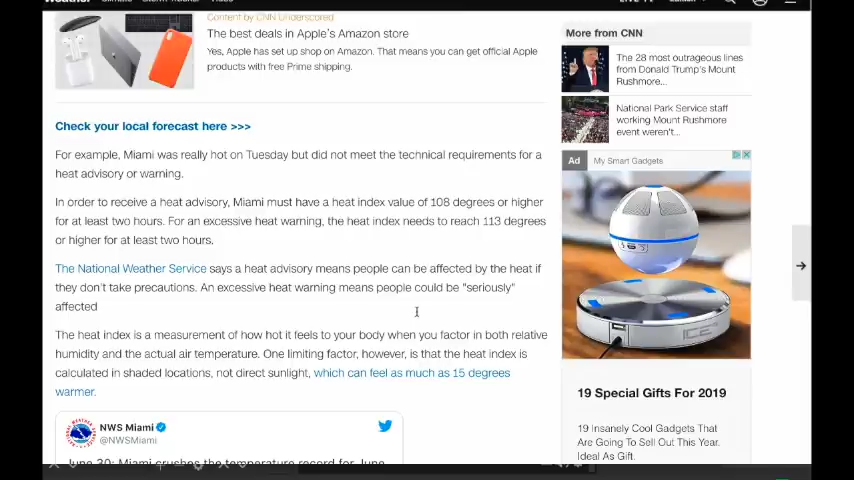 Content by CNN Underscored
The best deals in Apple's Amazon store
Yes, Apple has set up shop on Amazon. That means you can get official Apple
products with free Prime shipping.
Check your local forecast here >>>
For example, Miami was really hot on Tuesday but did not meet the technical requirements for a
heat advisory or warning.
In order to receive a heat advisory, Miami must have a heat index value of 108 degrees or higher
for at least two hours. For an excessive heat warning, the heat index needs to reach 113 degrees
or higher for at least two hours.
The National Weather Service says a heat advisory means people can be affected by the heat if
they don't take precautions. An excessive heat warning means people could be "seriously"
affected
The heat index is a measurement of how hot it feels to your body when you factor in both relative
humidity and the actual air temperature. One limiting factor, however, is that the heat index is
calculated in shaded locations, not direct sunlight, which can feel as much as 15 degrees
warmer.
NWS Miami
@NWSMiami
June 30: Miami crushes the temperature record for June
More from CNN
The 28 most outrageous lines
from Donald Trump's Mount
Rushmore...
National Park Service staff
working Mount Rushmore
event weren't...
Ad My Smart Gadgets
ICE
19 Special Gifts For 2019
19 Insanely Cool Gadgets That
Are Going To Sell Out This Year.
Ideal As Gift.